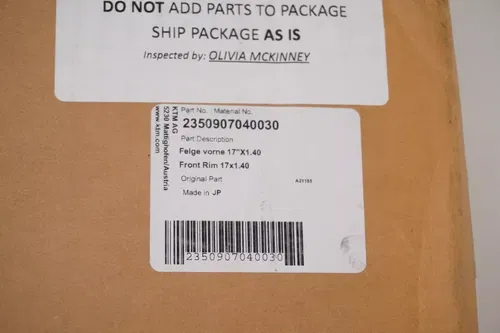 DO NOT ADD PARTS TO PACKAGE
SHIP PACKAGE AS IS
Inspected by: OLIVIA MCKINNEY
KTM AG
5230 Mattighofen/Austria
www.ktm.com
Part.No. Material No.
2350907040030
Part.Description
Felge vorne 17"X1.40
Front Rim 17x1.40
Original Part
Made in JP
2350907040030